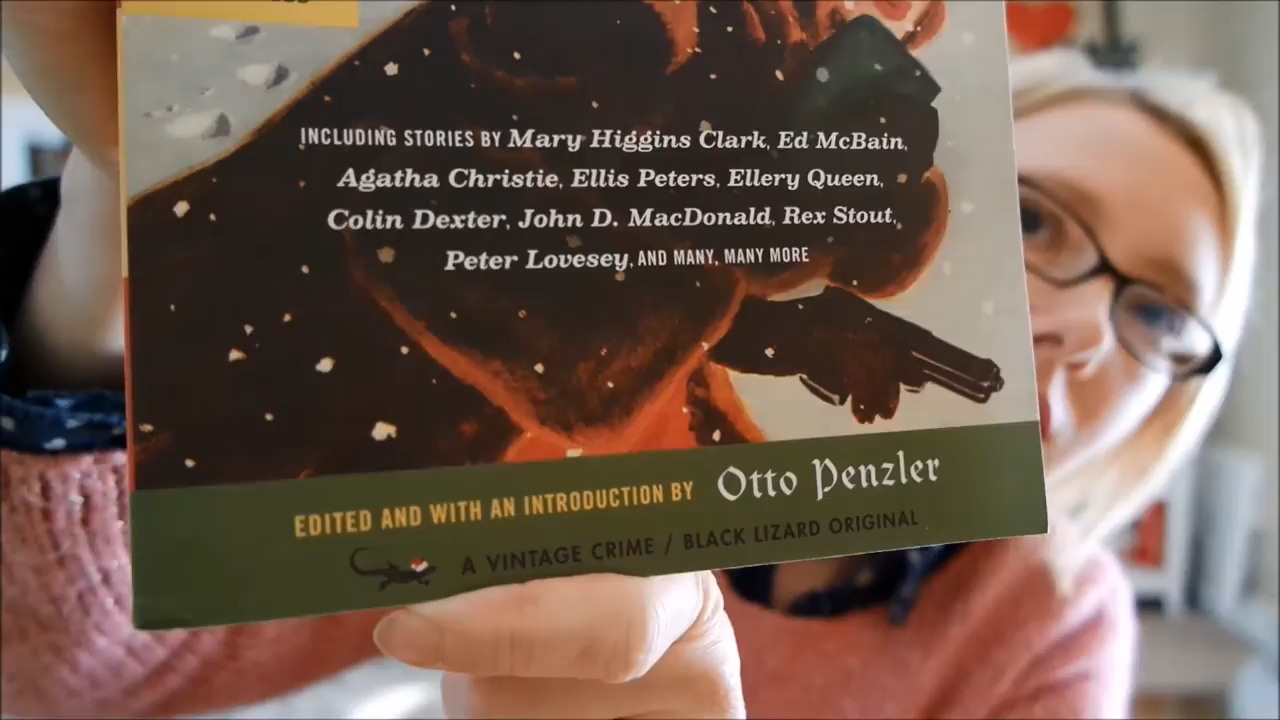 INCLUDING STORIES BY Mary Higgins Clark, Ed McBain,
Agatha Christie, Ellis Peters, Ellery Queen,
Colin Dexter, John D. MacDonald, Rex Stout,
Peter Lovesey, AND MANY, MANY MORE
EDITED AND WITH AN INTRODUCTION BY Otto Penzler
A VINTAGE CRIME / BLACK LIZARD ORIGINAL